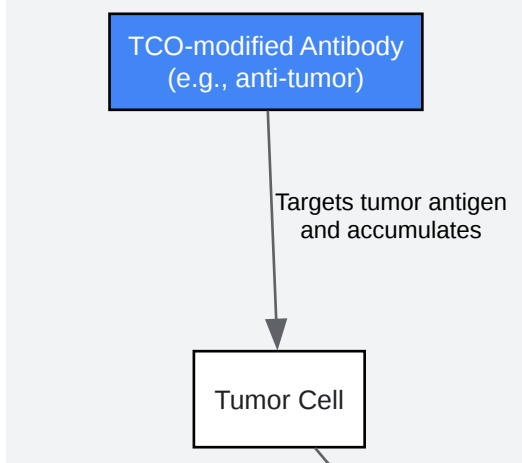 TCO-modified Antibody
(e.g., anti-tumor)
Targets tumor antigen
and accumulates
Tumor Cell